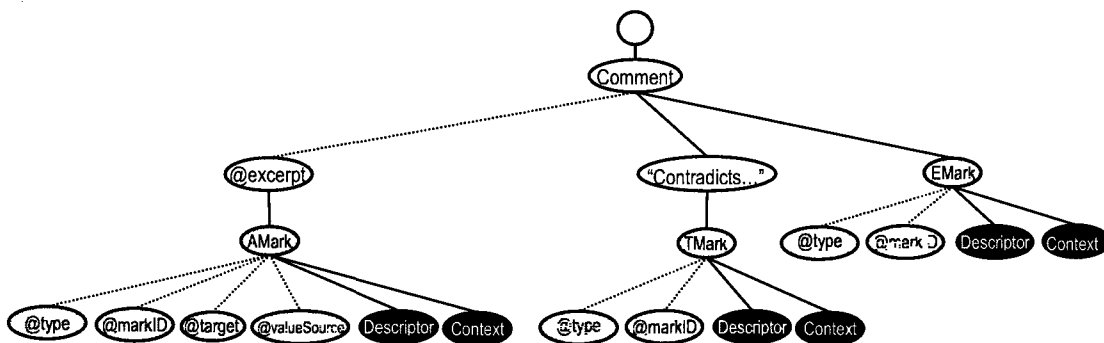 Comment
@excerpt
"Contradicts..."
EMark
AMark
TMark
@type
@mark D
Descriptor
Context
@type
@markID
@target
@valueSource
Descriptor
Context
@type
@markID
Descriptor
Context